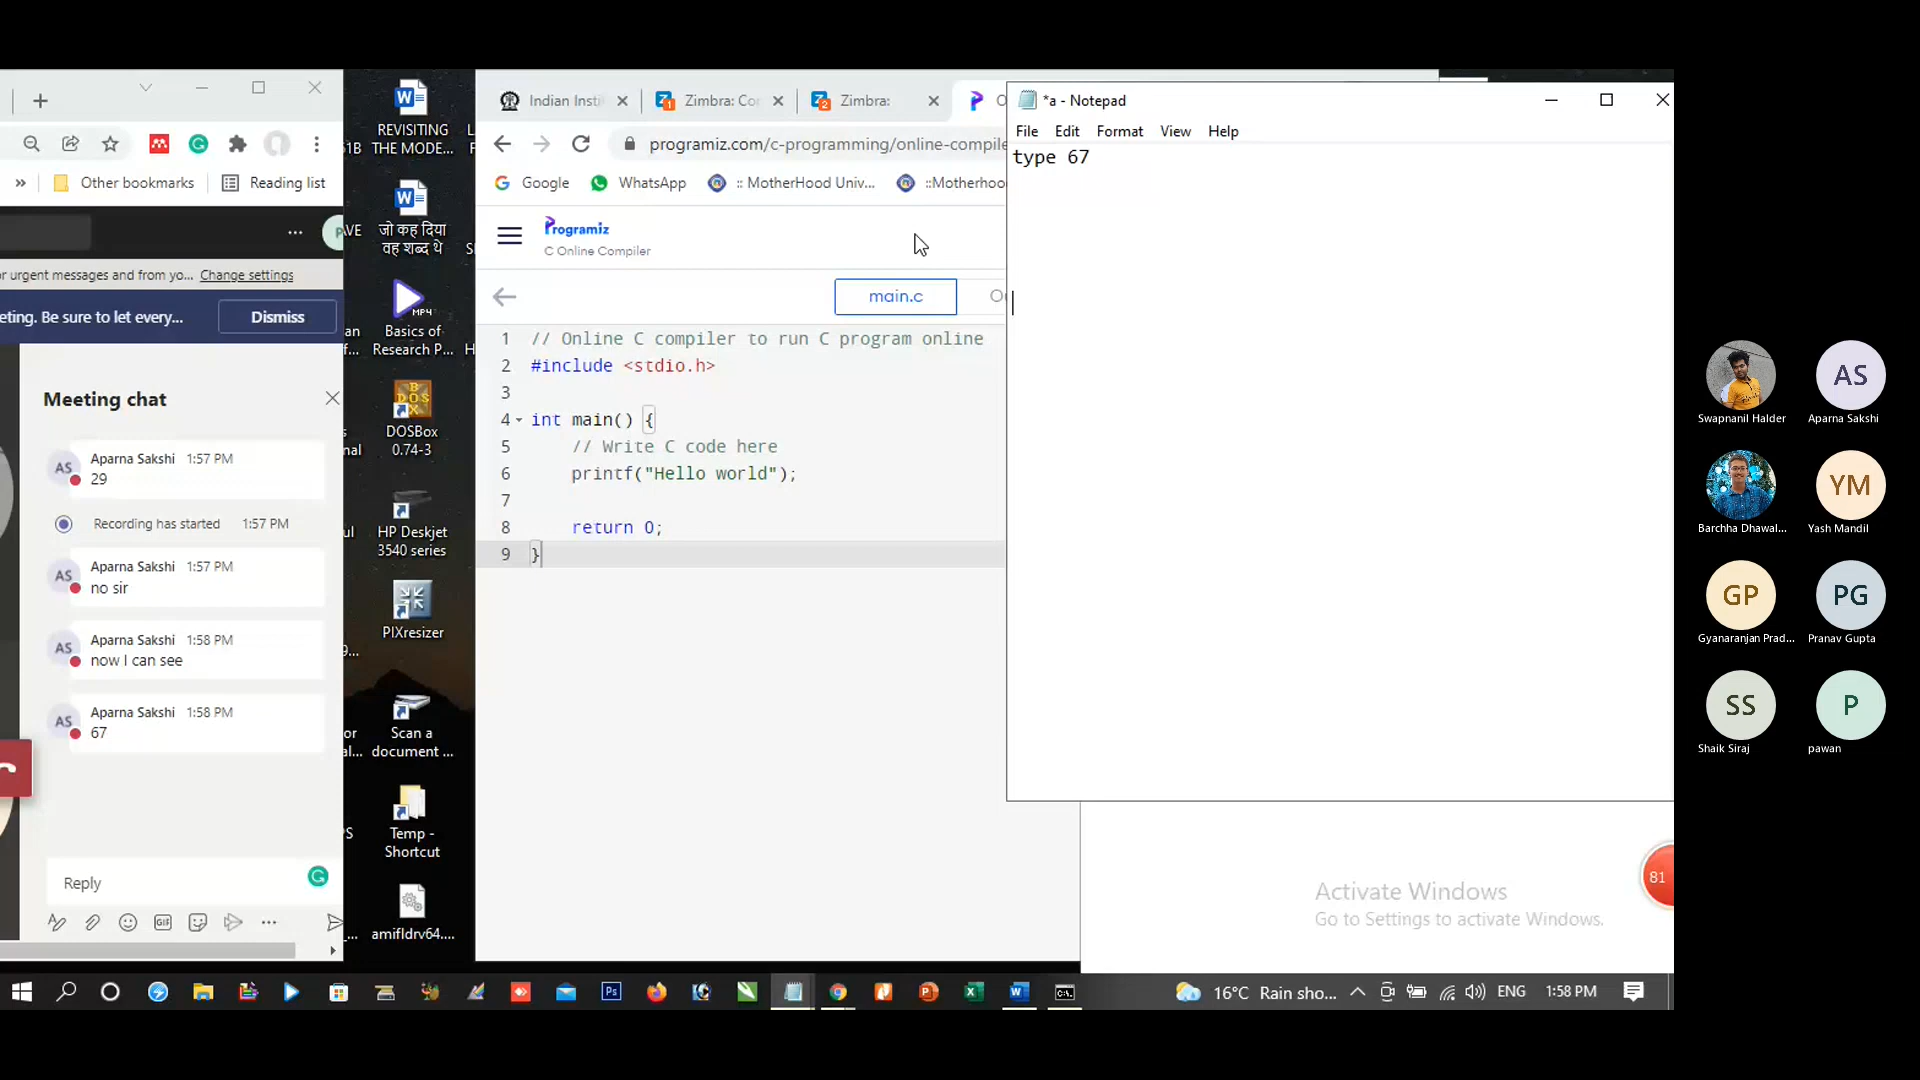 Other bookmarks
Reading list
or urgent messages and from yo... Change settings
eting. Be sure to let every...
Dismiss
Meeting chat
AS
Aparna Sakshi 1:57 PM
29
Recording has started 1:57 PM
AS
Aparna Sakshi 1:57 PM
no sir
AS
Aparna Sakshi 1:58 PM
now I can see
AS
Aparna Sakshi 1:58 PM
67
Reply
GIF
REVISITING
THE MODE...
जो कह दिया
वह शब्द थे
MP4
Basics of
Research P...
DOSBox
0.74-3
HP Deskjet
3540 series
PIXresizer
Scan a
document ...
Temp -
Shortcut
amifldrv64....
Indian Insti
Zimbra: Co
Zimbra:
programiz.com/c-programming/online-compile
Google
WhatsApp
:: MotherHood Univ...
::Motherhoo
Programiz
C Online Compiler
main.c
1 // Online C compiler to run C program online
2 #include <stdio.h>
3
4 int main() {
5 // Write C code here
6 printf("Hello world");
7
8 return 0;
9 }
*a - Notepad
File Edit Format View Help
type 67
81
Activate Windows
Go to Settings to activate Windows.
Swapnanil Halder
AS
Aparna Sakshi
Barchha Dhawal...
YM
Yash Mandil
GP
Gyanaranjan Prad...
PG
Pranav Gupta
SS
Shaik Siraj
P
pawan
16°C Rain sho...
ENG
1:58 PM